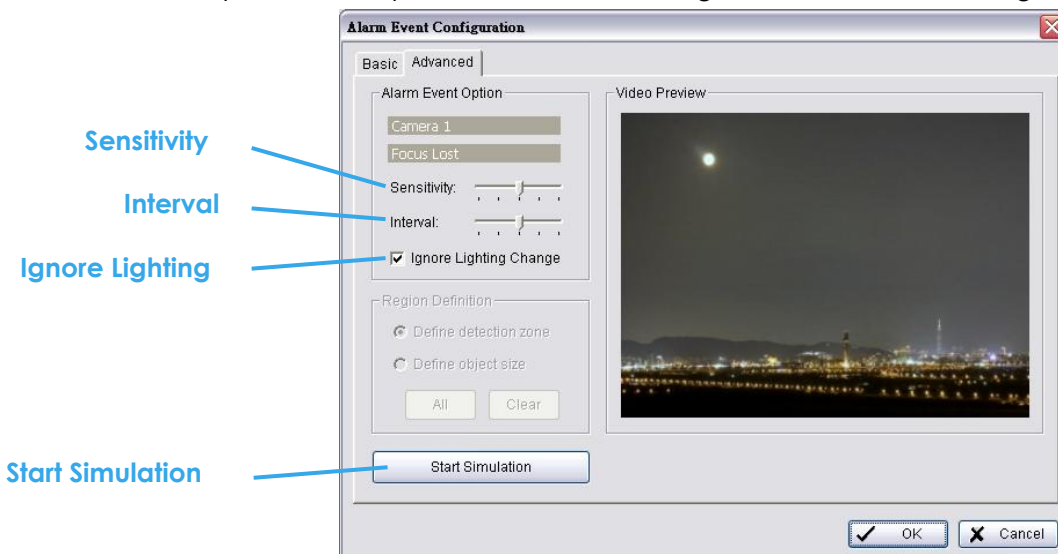 Alarm Event Configuration
Basic Advanced
Alarm Event Option
Camera 1
Focus Lost
Sensitivity:
Interval:
Ignore Lighting Change
Region Definition
Define detection zone
Define object size
All Clear
Start Simulation
Video Preview
OK Cancel
Sensitivity
Interval
Ignore Lighting
Start Simulation